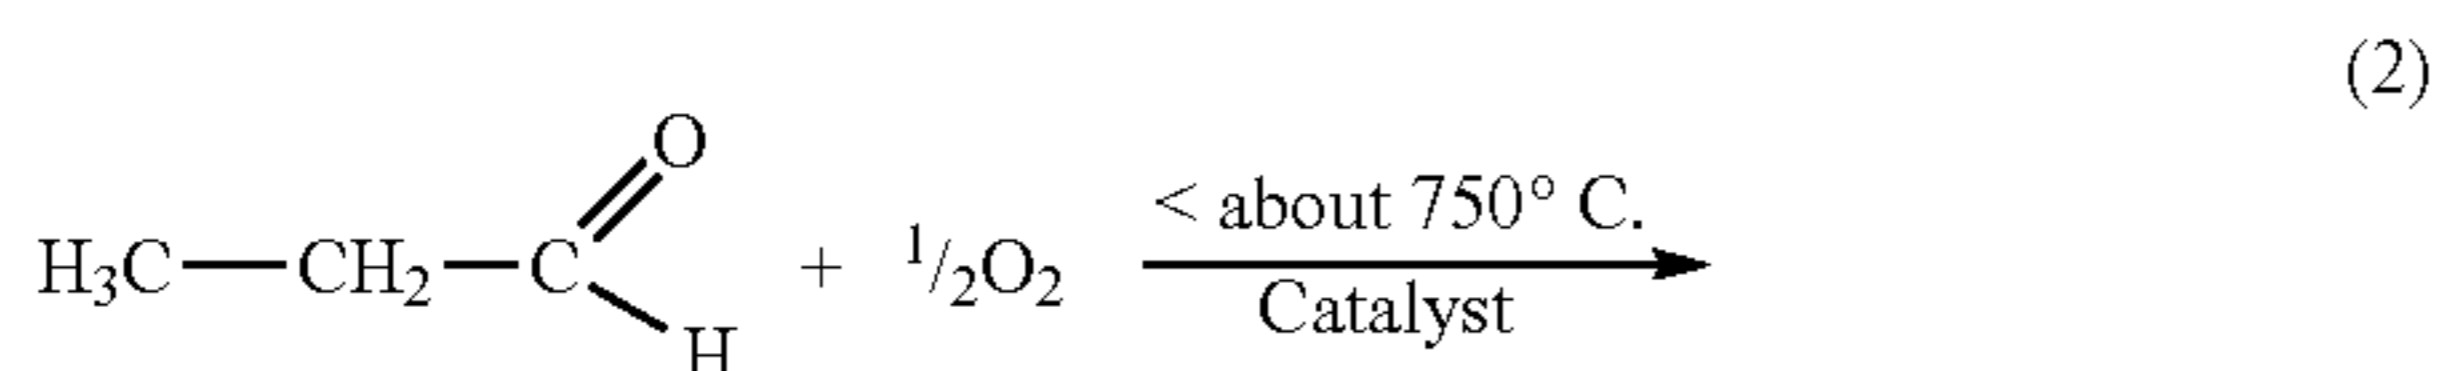 (2)
O
< about 750° C.
H₃C—CH₂—C + ¹/₂O₂
Catalyst
H